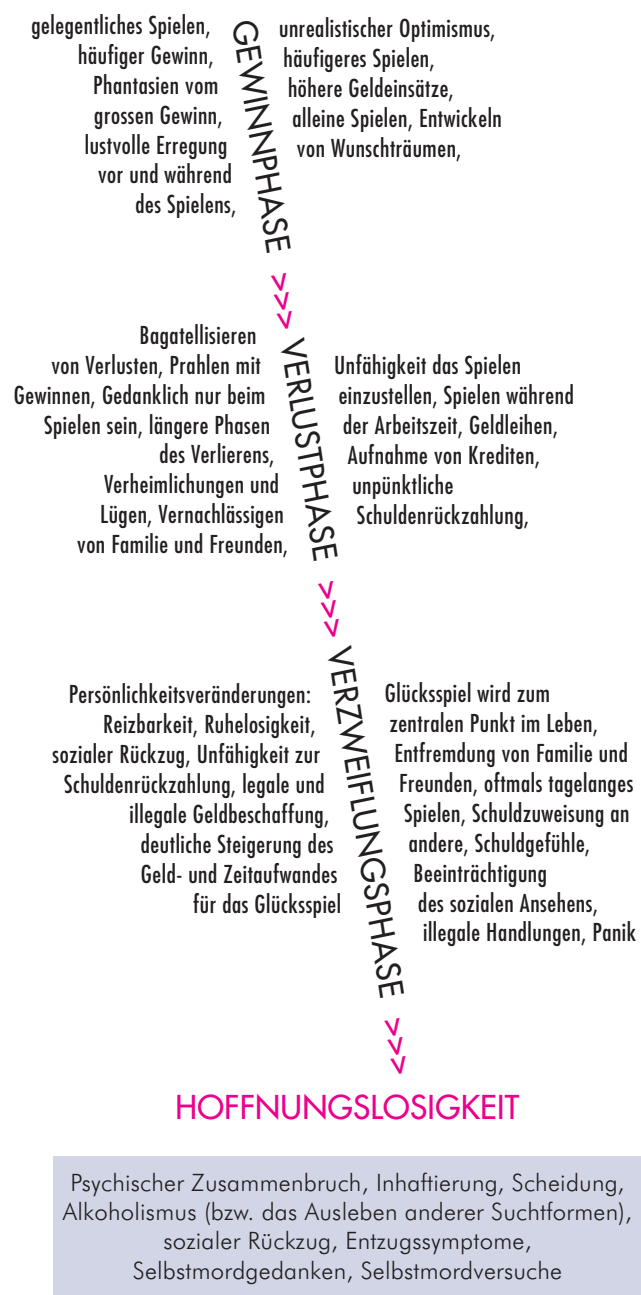 gelegentliches Spielen,
häufiger Gewinn,
Phantasien vom
grossen Gewinn,
lustvolle Erregung
vor und während
des Spielens,
GEWINNPHASE
unrealistischer Optimismus,
häufigeres Spielen,
höhere Geldeinsätze,
alleine Spielen, Entwickeln
von Wunschträumen,
>>>
Bagatellisieren
von Verlusten, Prahlen mit
Gewinnen, Gedanklich nur beim
Spielen sein, längere Phasen
des Verlierens,
Verheimlichungen und
Lügen, Vernachlässigen
von Familie und Freunden,
VERLUSTPHASE
Unfähigkeit das Spielen
einzustellen, Spielen während
der Arbeitszeit, Geldleihen,
Aufnahme von Krediten,
unpünktliche
Schuldenrückzahlung,
>>>
Persönlichkeitsveränderungen:
Reizbarkeit, Ruhelosigkeit,
sozialer Rückzug, Unfähigkeit zur
Schuldenrückzahlung, legale und
illegale Geldbeschaffung,
deutliche Steigerung des
Geld- und Zeitaufwandes
für das Glücksspiel
VERZWEIFLUNGSPHASE
Glücksspiel wird zum
zentralen Punkt im Leben,
Entfremdung von Familie und
Freunden, oftmals tagelanges
Spielen, Schuldzuweisung an
andere, Schuldgefühle,
Beeinträchtigung
des sozialen Ansehens,
illegale Handlungen, Panik
>>>
HOFFNUNGSLOSIGKEIT
Psychischer Zusammenbruch, Inhaftierung, Scheidung,
Alkoholismus (bzw. das Ausleben anderer Suchtformen),
sozialer Rückzug, Entzugssymptome,
Selbstmordgedanken, Selbstmordversuche